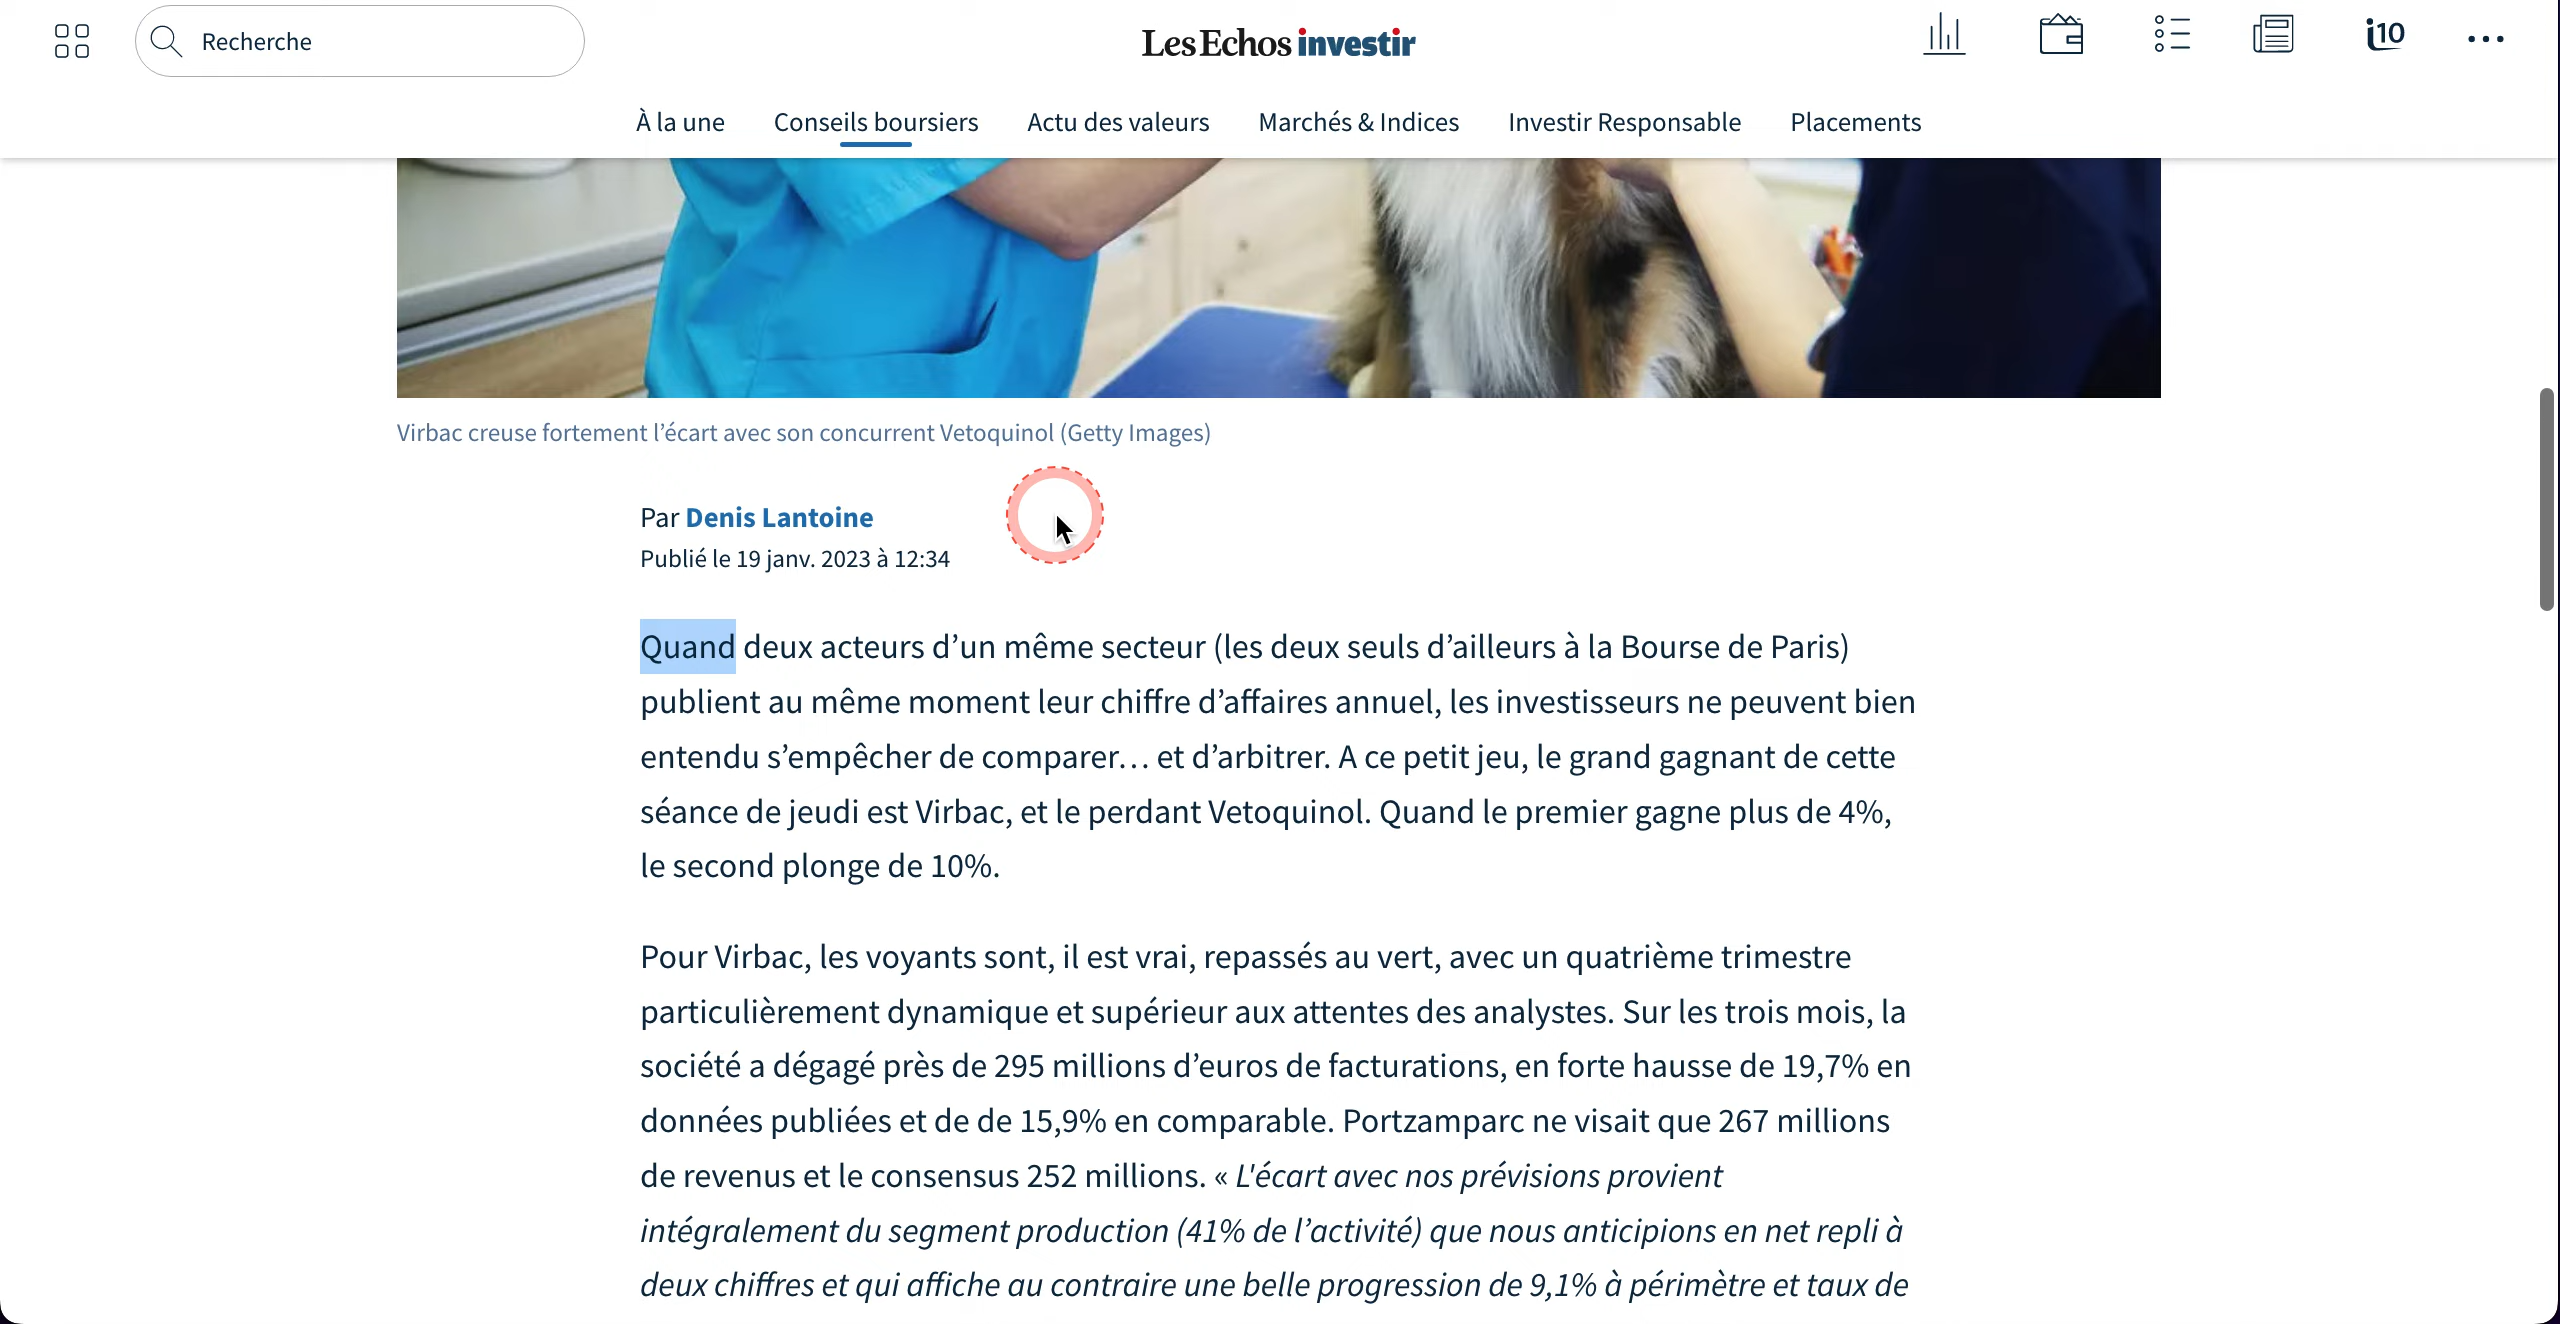 Recherche
Les Echos investir
i10
À la une
Conseils boursiers
Actu des valeurs
Marchés & Indices
Investir Responsable
Placements
Virbac creuse fortement l’écart avec son concurrent Vetoquinol (Getty Images)
Par Denis Lantoine
Publié le 19 janv. 2023 à 12:34
Quand deux acteurs d’un même secteur (les deux seuls d’ailleurs à la Bourse de Paris)
publient au même moment leur chiffre d’affaires annuel, les investisseurs ne peuvent bien
entendu s’empêcher de comparer… et d’arbitrer. A ce petit jeu, le grand gagnant de cette
séance de jeudi est Virbac, et le perdant Vetoquinol. Quand le premier gagne plus de 4%,
le second plonge de 10%.
Pour Virbac, les voyants sont, il est vrai, repassés au vert, avec un quatrième trimestre
particulièrement dynamique et supérieur aux attentes des analystes. Sur les trois mois, la
société a dégagé près de 295 millions d’euros de facturations, en forte hausse de 19,7% en
données publiées et de de 15,9% en comparable. Portzamparc ne visait que 267 millions
de revenus et le consensus 252 millions. « L'écart avec nos prévisions provient
intégralement du segment production (41% de l’activité) que nous anticipions en net repli à
deux chiffres et qui affiche au contraire une belle progression de 9,1% à périmètre et taux de